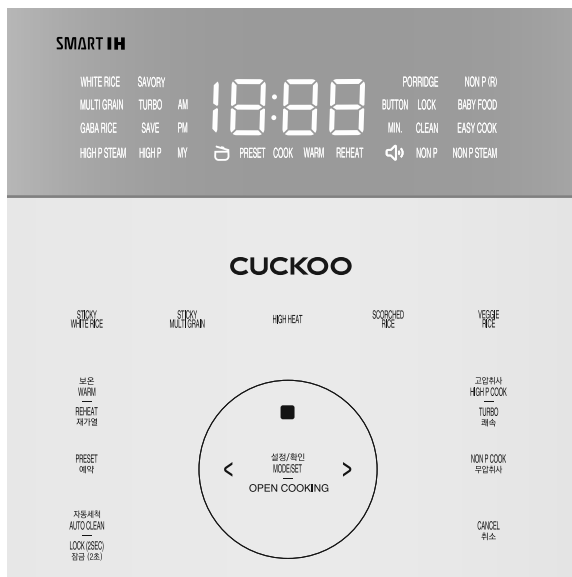 SMART IH
WHITE RICE SAVORY 18:88 PORRIDGE NON P (R)
MULTI GRAIN TURBO AM BUTTON LOCK BABY FOOD
GABA RICE SAVE PM MIN. CLEAN EASY COOK
HIGH P STEAM HIGH P MY PRESET COOK WARM REHEAT NON P NON P STEAM
CUCKOO
STICKY
WHITE RICE
STICKY
MULTI GRAIN
HIGH HEAT
SCORCHED
RICE
VEGGIE
RICE
보온
WARM
REHEAT
재가열
PRESET
예약
자동세척
AUTO CLEAN
LOCK (2SEC)
잠금 (2초)
< 설정/확인 >
MODE/SET
OPEN COOKING
고압취사
HIGH P COOK
TURBO
쾌속
NON P COOK
무압취사
CANCEL
취소